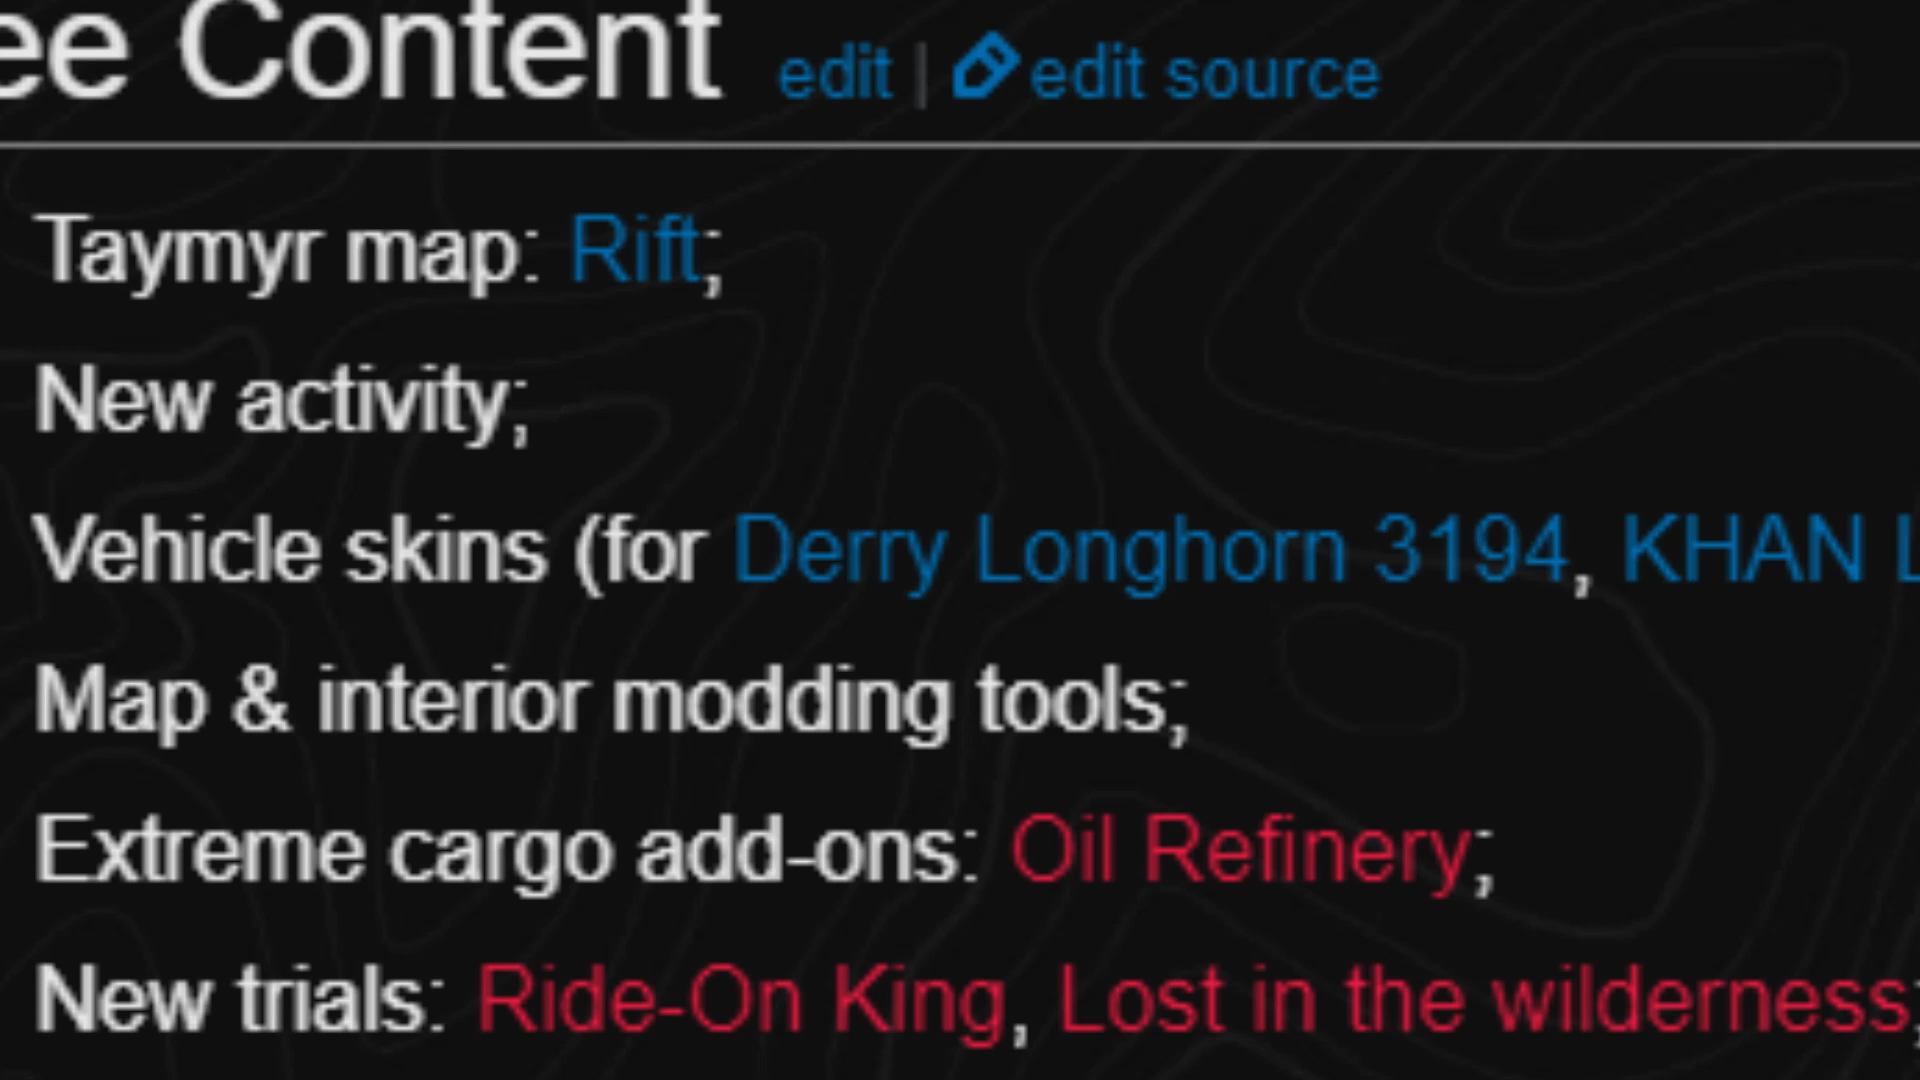 Content edit | edit source
Taymyr map: Rift;
New activity;
Vehicle skins (for Derry Longhorn 3194, KHAN
Map & interior modding tools;
Extreme cargo add-ons: Oil Refinery;
New trials: Ride-On King, Lost in the wilderness;